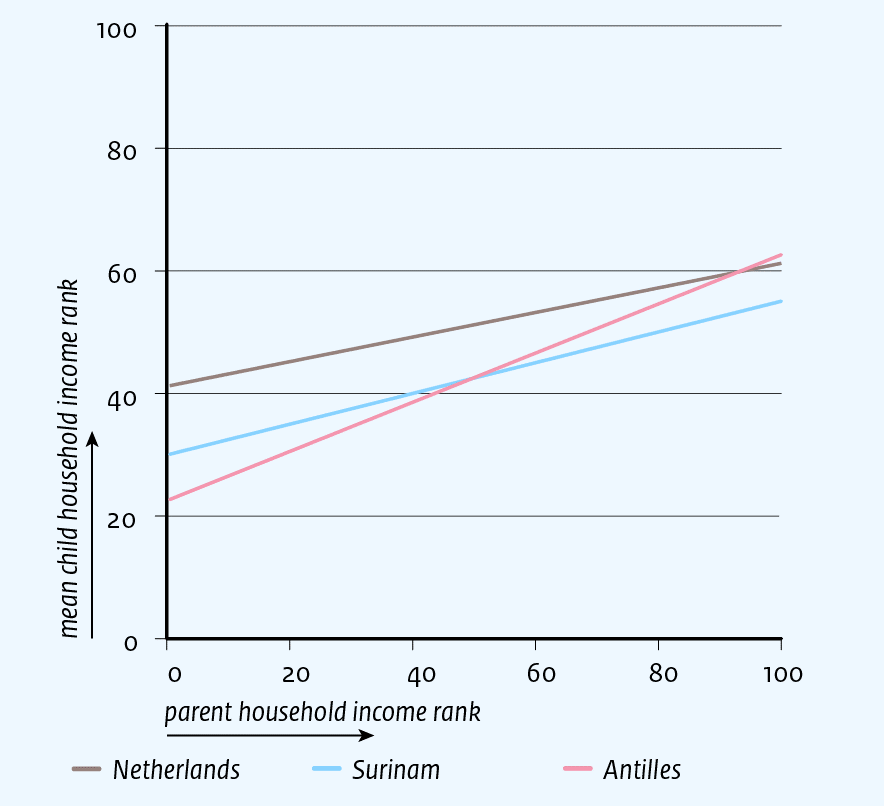 100
80
60
40
20
0
mean child household income rank
0 20 40 60 80 100
parent household income rank
Netherlands Surinam Antilles